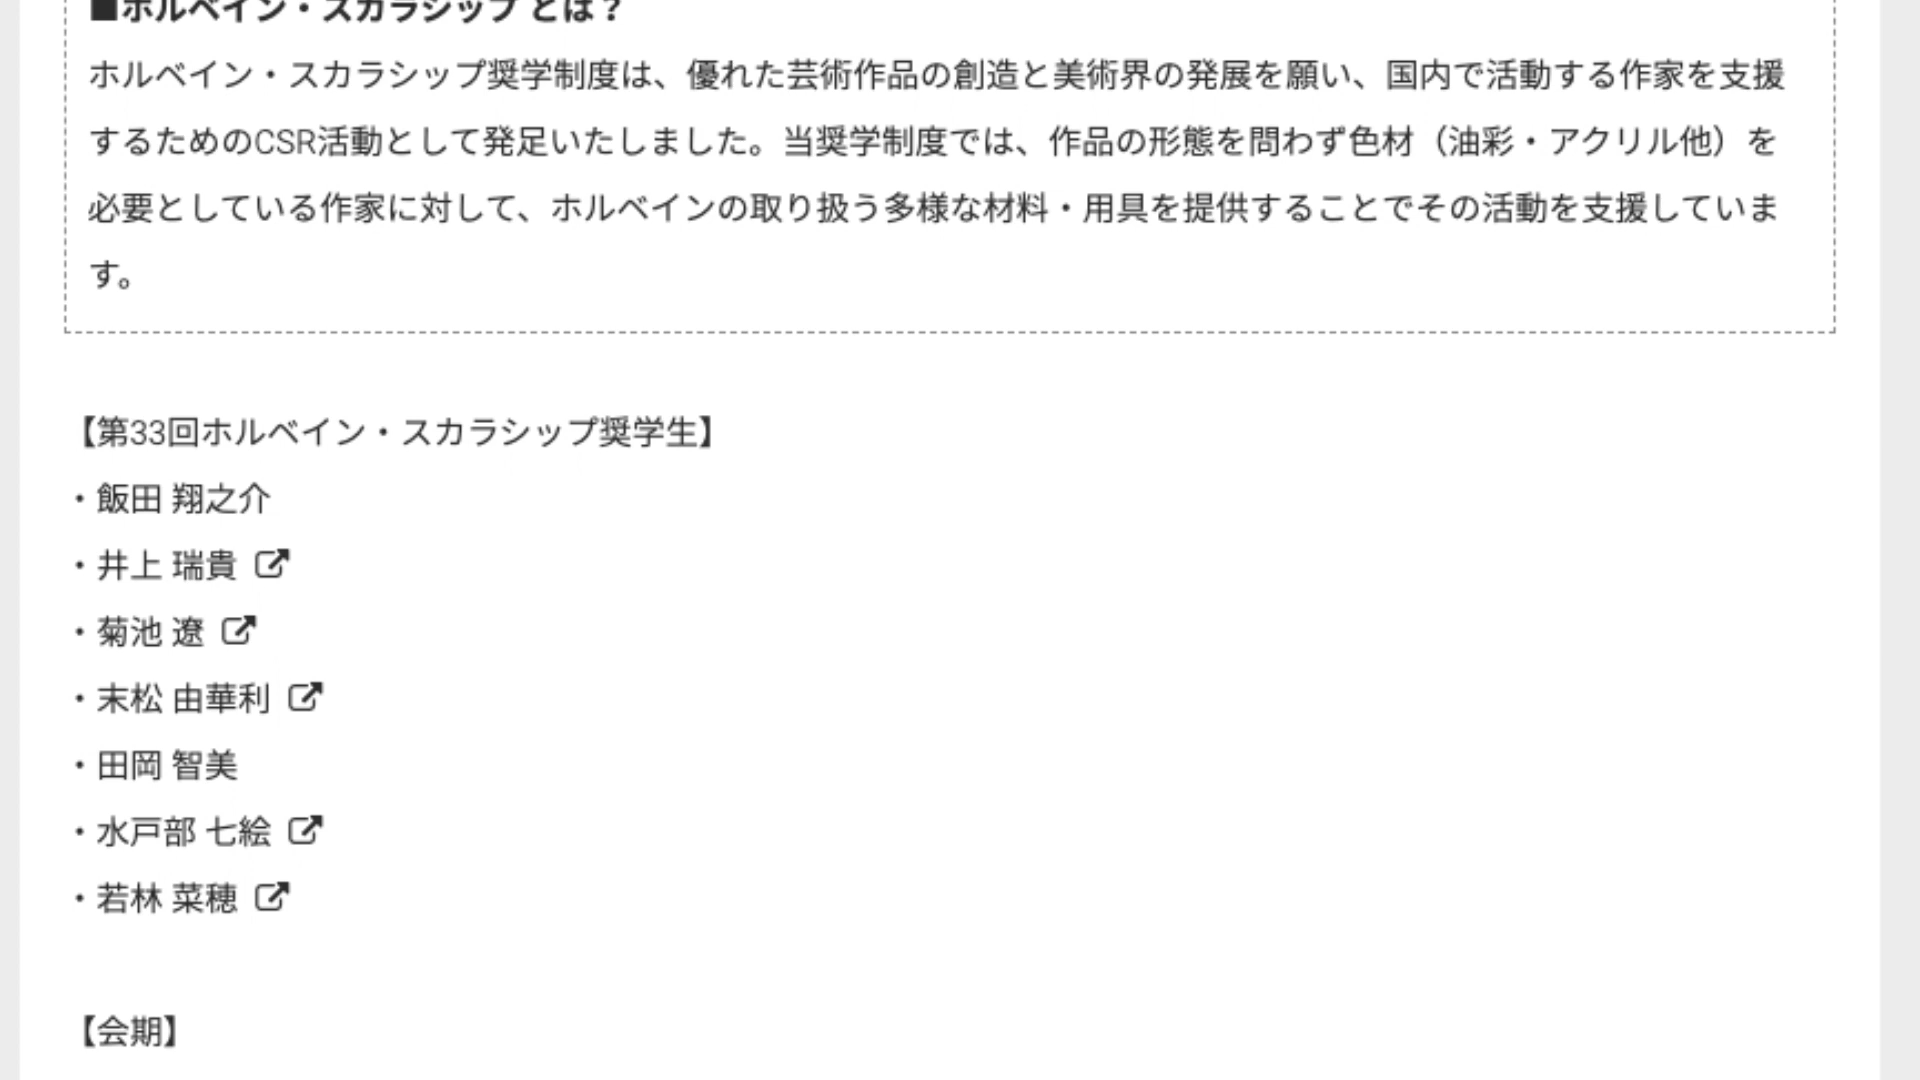 ■ホルベイン・スカラシップ とは？
ホルベイン・スカラシップ奨学制度は、優れた芸術作品の創造と美術界の発展を願い、国内で活動する作家を支援
するためのCSR活動として発足いたしました。当奨学制度では、作品の形態を問わず色材（油彩・アクリル他）を
必要としている作家に対して、ホルベインの取り扱う多様な材料・用具を提供することでその活動を支援していま
す。
【第33回ホルベイン・スカラシップ奨学生】
・飯田 翔之介
・井上 瑞貴
・菊池 遼
・末松 由華利
・田岡 智美
・水戸部 七絵
・若林 菜穂
【会期】